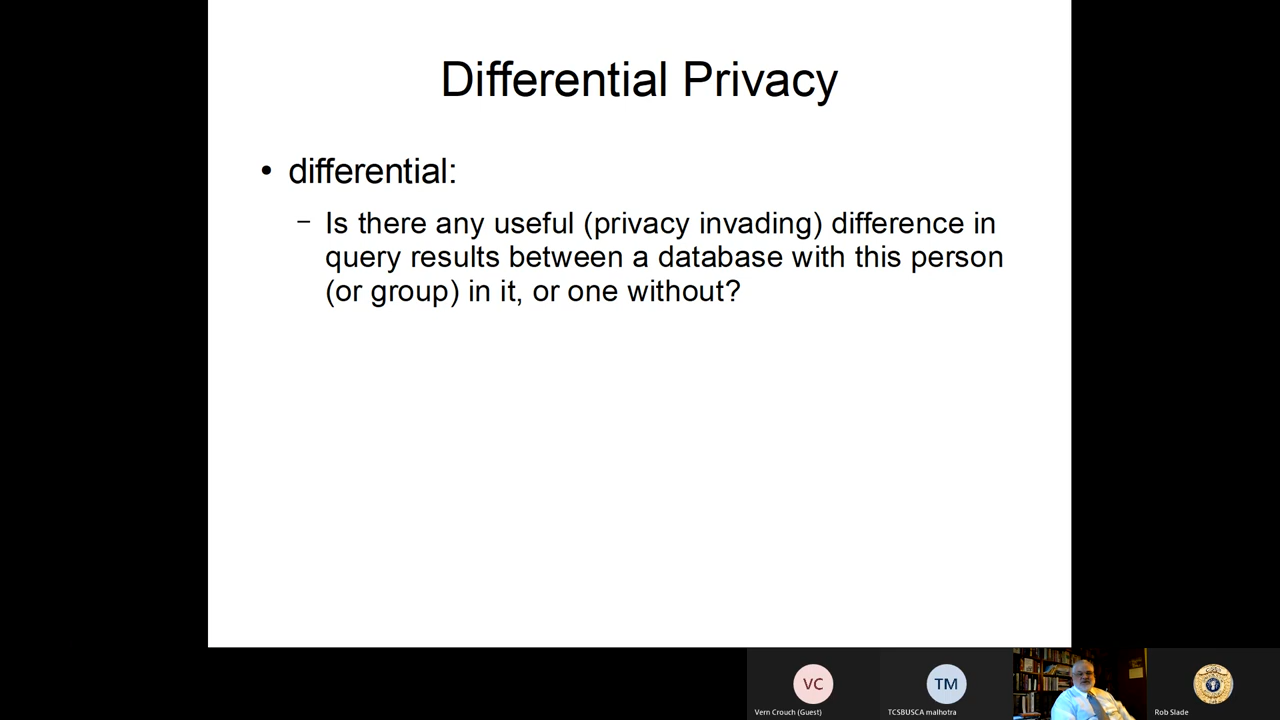 Differential Privacy
• differential:
– Is there any useful (privacy invading) difference in
query results between a database with this person
(or group) in it, or one without?
VC
TM
Vern Crouch (Guest)
TCSBUSCA malhotra
Rob Slade